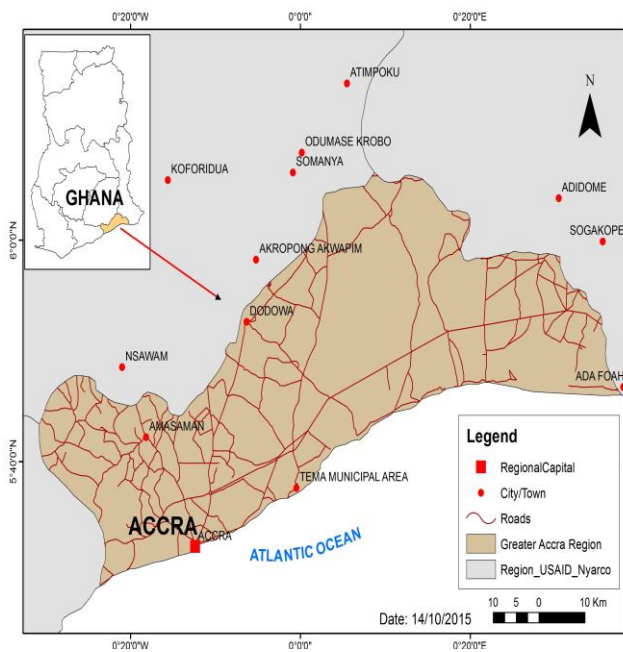 0°20'0"W
0°0'0"
0°20'0"E
GHANA
N
ATIMPOKU
ODUMASE KROBO
SOMANYA
KOFORIDUA
ADIDOME
SOGAKOPE
6°0'0"N
AKROPONG AKWAPIM
DODOWA
NSAWAM
ADA FOAH
AMASAMAN
5°40'0"N
TEMA MUNICIPAL AREA
ACCRA
ACCRA
ATLANTIC OCEAN
Legend
RegionalCapital
City/Town
Roads
Greater Accra Region
Region_USAID_Nyarco
10 5 0 10 Km
Date: 14/10/2015
0°20'0"W
0°0'0"
0°20'0"E